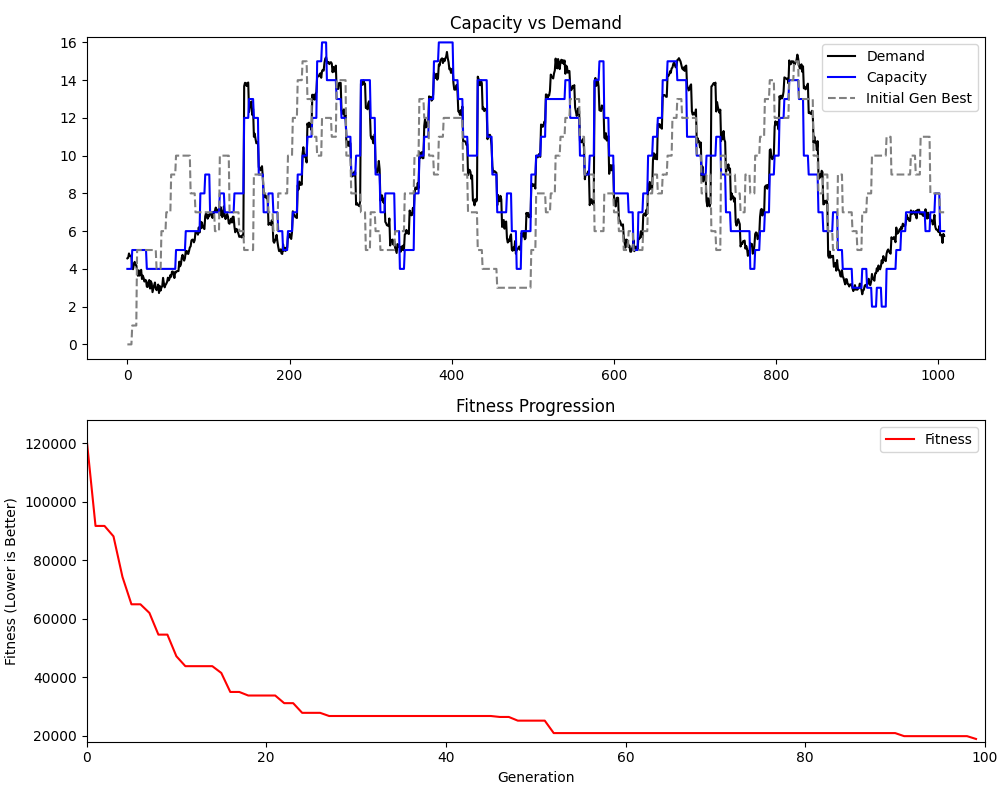 Capacity vs Demand
16
14
12
10
8
6
4
2
0
Demand
Capacity
Initial Gen Best
0 200 400 600 800 1000
Fitness Progression
Fitness (Lower is Better)
120000
100000
80000
60000
40000
20000
Fitness
0 20 40 60 80 100
Generation